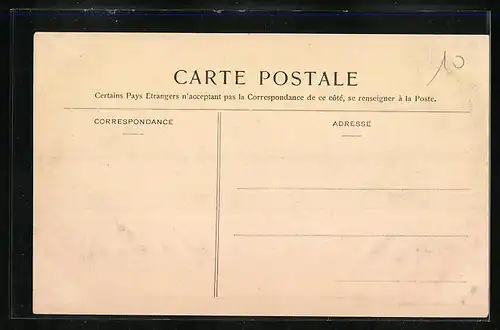 10
CARTE POSTALE
Certains Pays Etrangers n'acceptant pas la Correspondance de ce côté, se renseigner à la Poste.
CORRESPONDANCE
ADRESSE